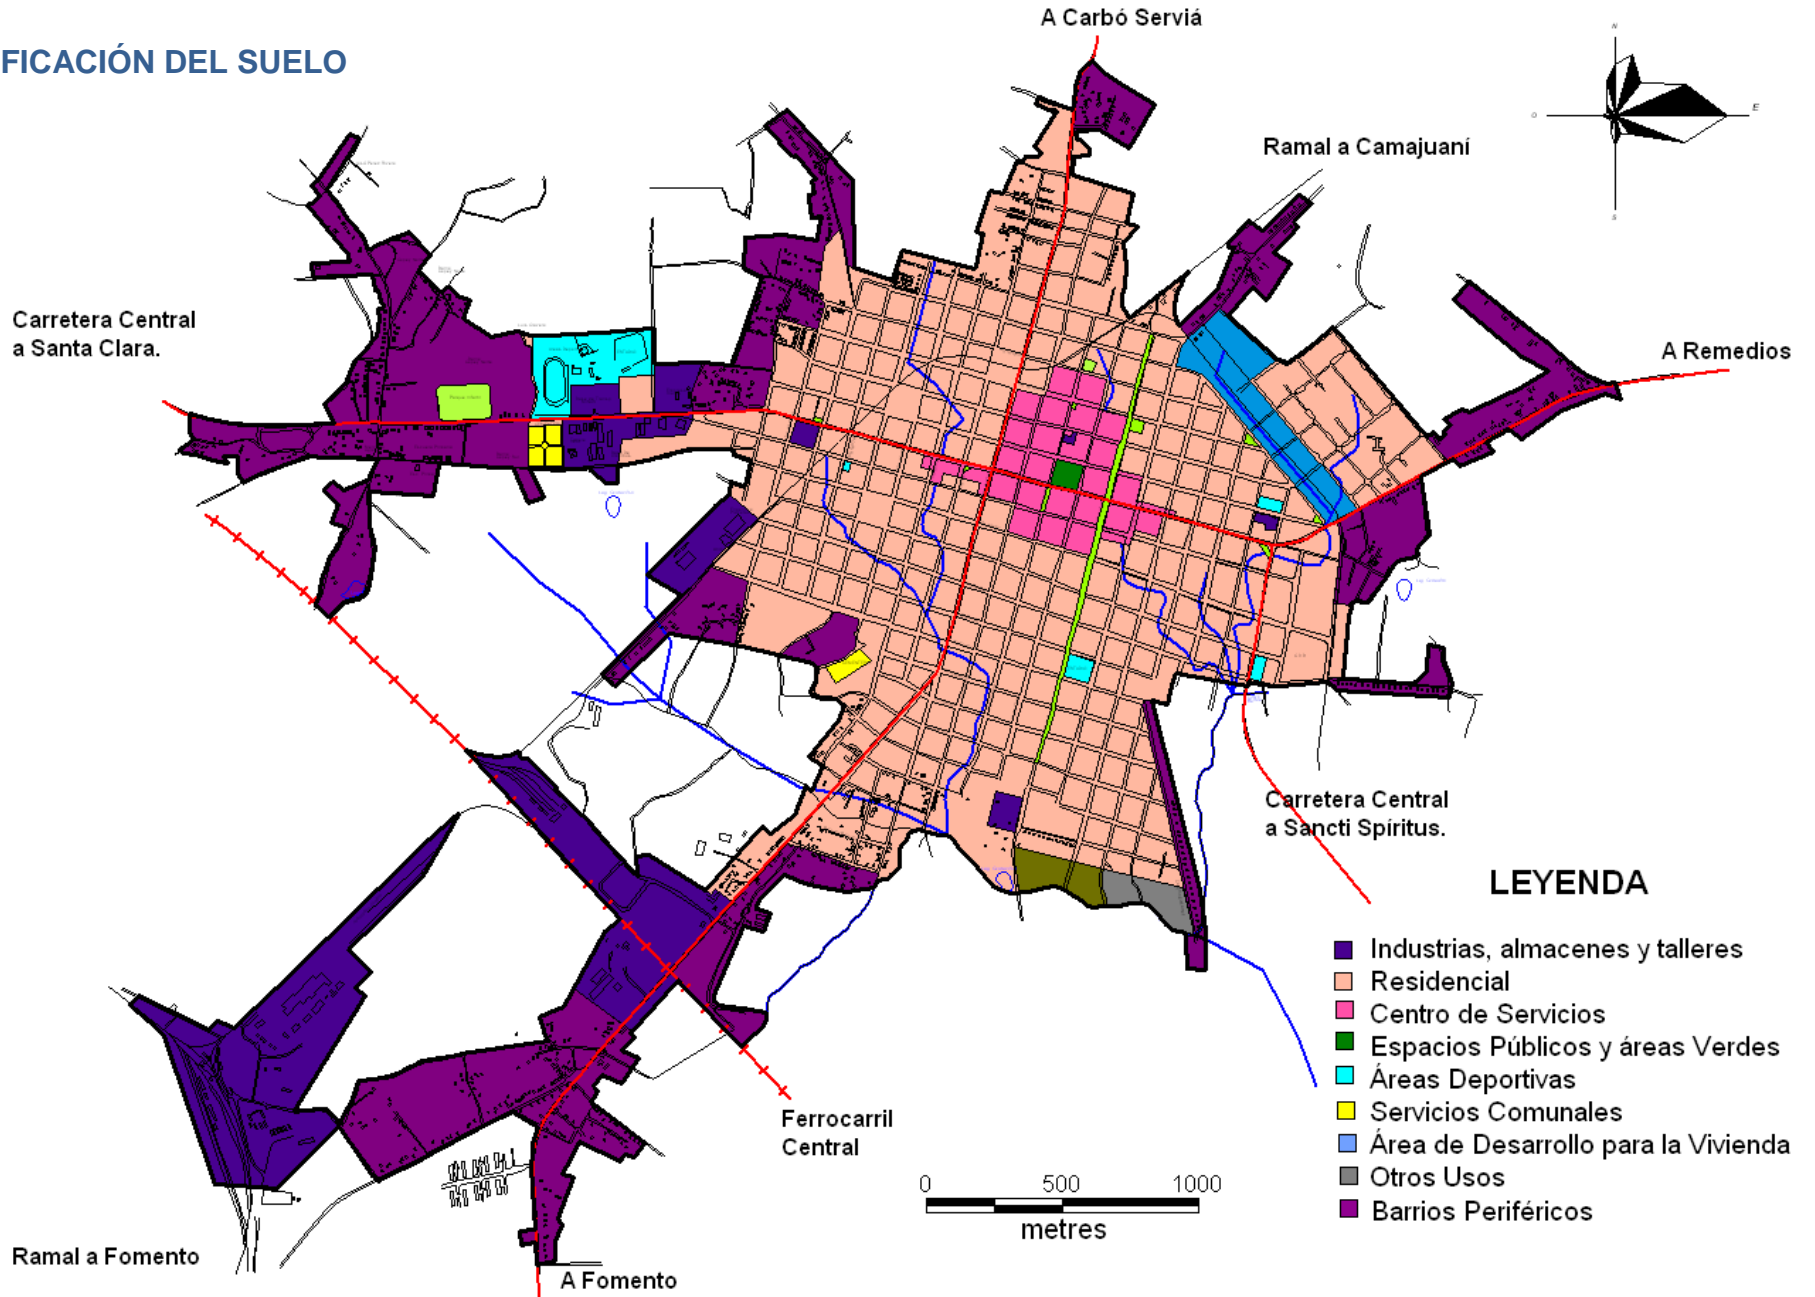 A Carbó Serviá
FICACIÓN DEL SUELO
N
E
O
S
Ramal a Camajuaní
Carretera Central
a Santa Clara.
A Remedios
Carretera Central
a Sancti Spíritus.
LEYENDA
Industrias, almacenes y talleres
Residencial
Centro de Servicios
Espacios Públicos y áreas Verdes
Áreas Deportivas
Servicios Comunales
Área de Desarrollo para la Vivienda
Otros Usos
Barrios Periféricos
Ferrocarril
Central
0 500 1000
metres
Ramal a Fomento
A Fomento